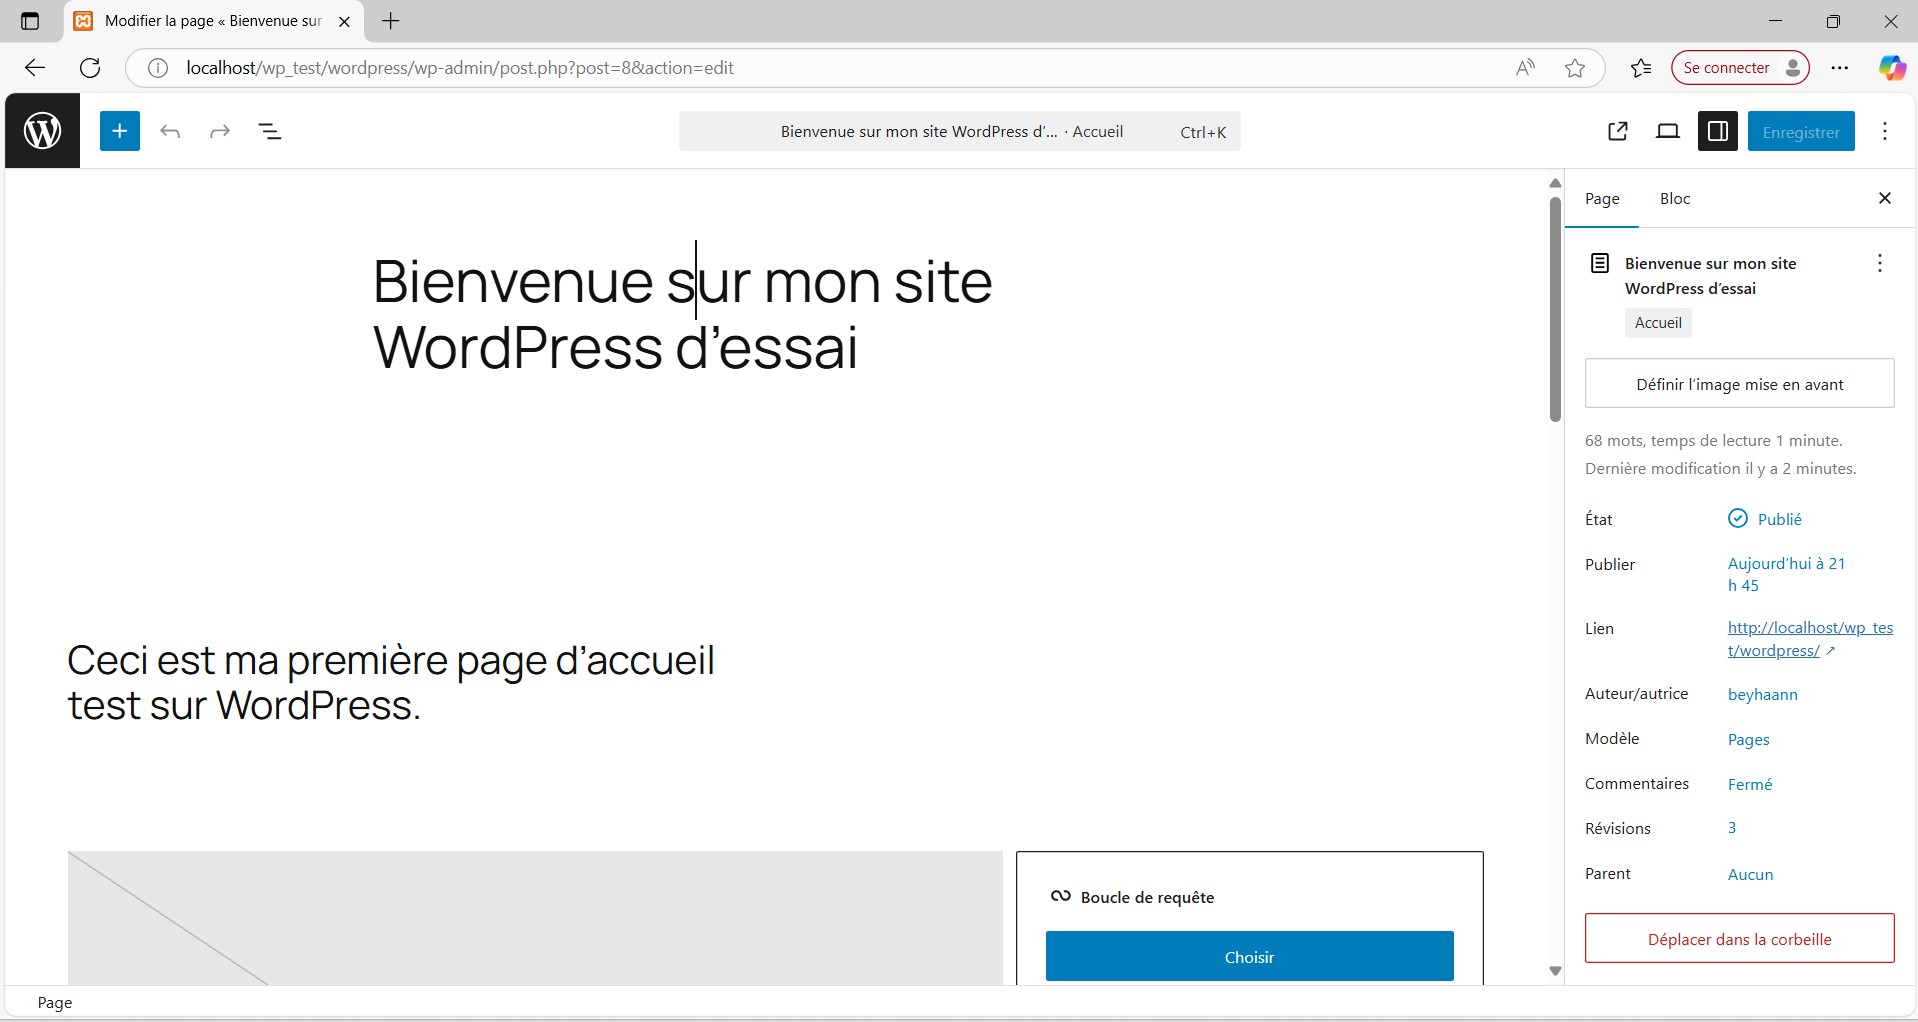 Modifier la page « Bienvenue sur
localhost/wp_test/wordpress/wp-admin/post.php?post=8&action=edit
Se connecter
Bienvenue sur mon site WordPress d'... · Accueil Ctrl+K
Enregistrer
Page Bloc
Bienvenue sur mon site
WordPress d’essai
Ceci est ma première page d’accueil
test sur WordPress.
Boucle de requête
Choisir
Bienvenue sur mon site
WordPress d’essai
Accueil
Définir l’image mise en avant
68 mots, temps de lecture 1 minute.
Dernière modification il y a 2 minutes.
État Publié
Publier Aujourd’hui à 21
h 45
Lien http://localhost/wp_tes
t/wordpress/ ↗
Auteur/autrice beyhaann
Modèle Pages
Commentaires Fermé
Révisions 3
Parent Aucun
Déplacer dans la corbeille
Page